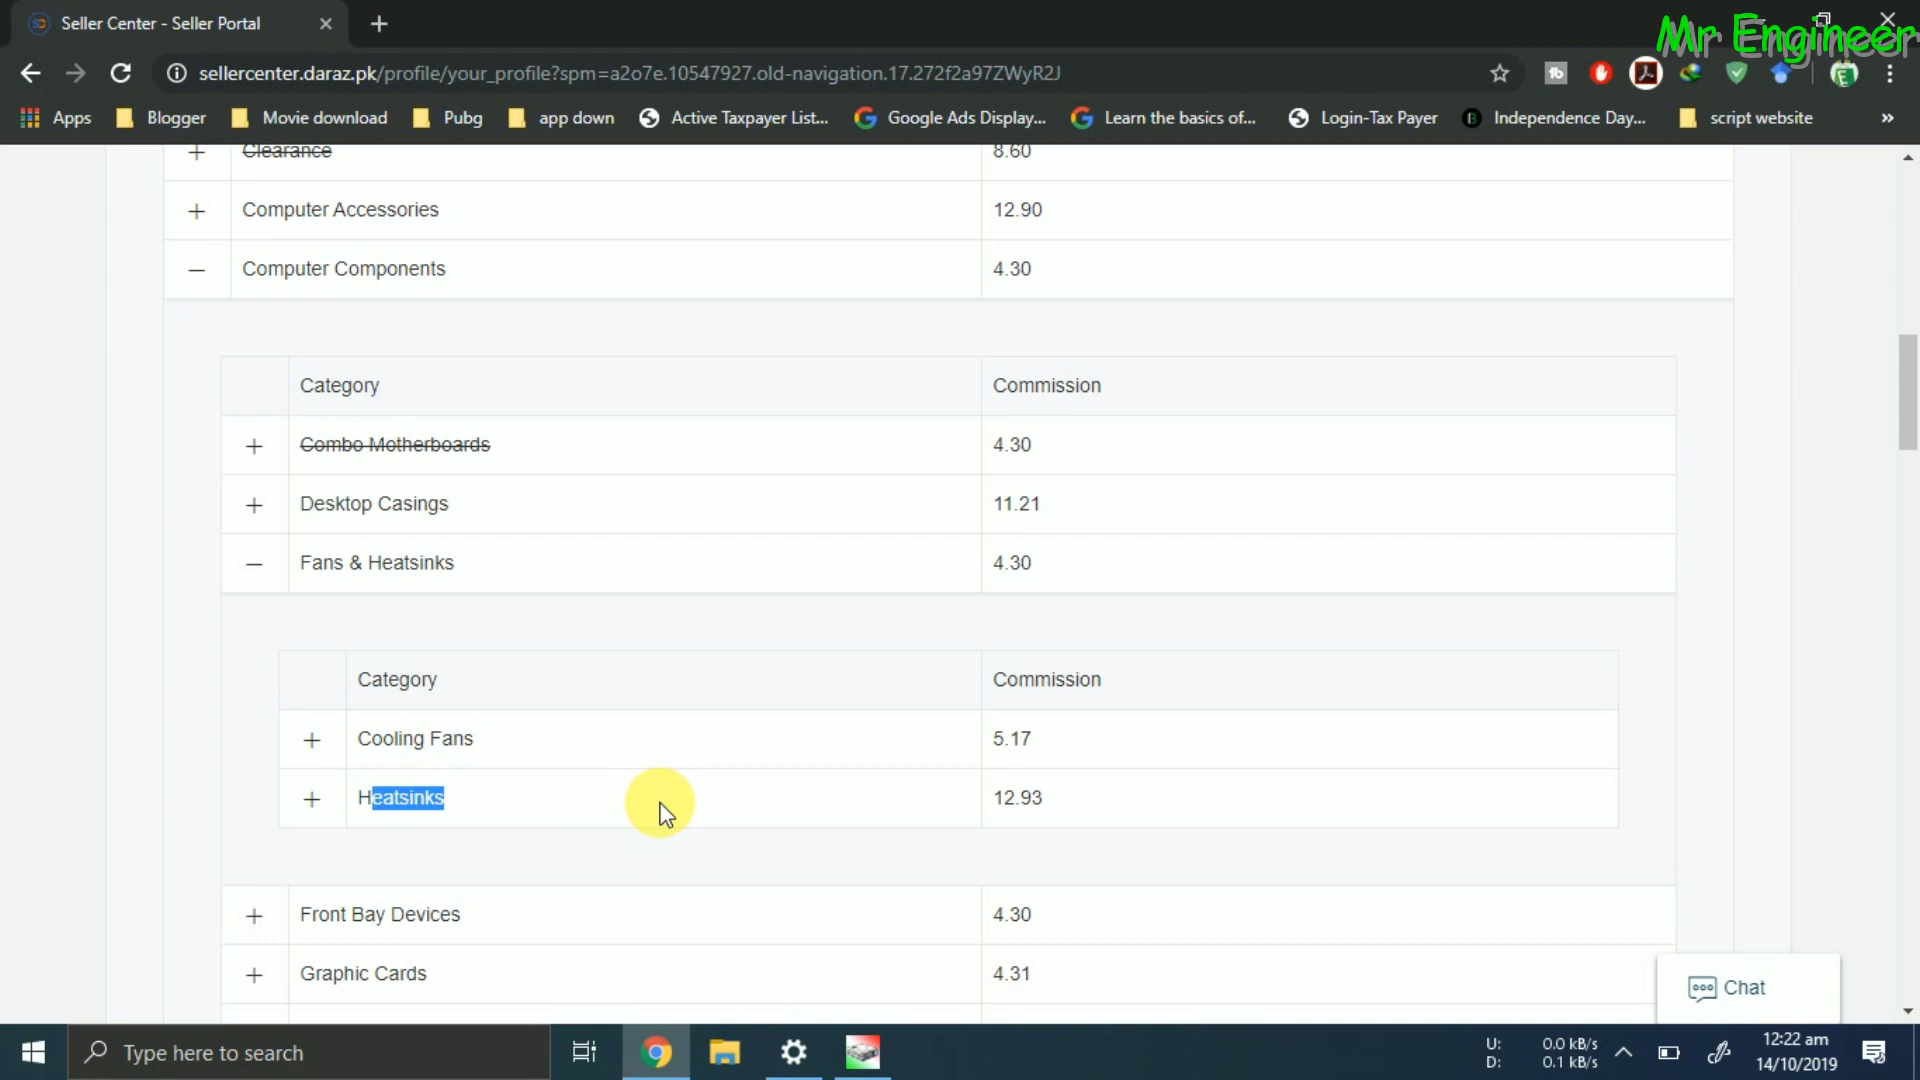 Seller Center - Seller Portal
Mr Engineer
sellercenter.daraz.pk/profile/your_profile?spm=a2o7e.10547927.old-navigation.17.272f2a97ZWyR2J
Apps Blogger Movie download Pubg app down Active Taxpayer List... Google Ads Display... Learn the basics of... Login-Tax Payer Independence Day... script website »
+ Clearance 8.60
+ Computer Accessories 12.90
— Computer Components 4.30
Category Commission
+ Combo Motherboards 4.30
+ Desktop Casings 11.21
— Fans & Heatsinks 4.30
Category Commission
+ Cooling Fans 5.17
+ Heatsinks 12.93
+ Front Bay Devices 4.30
+ Graphic Cards 4.31
Chat
Type here to search
U: 0.0 kB/s
D: 0.1 kB/s
12:22 am
14/10/2019